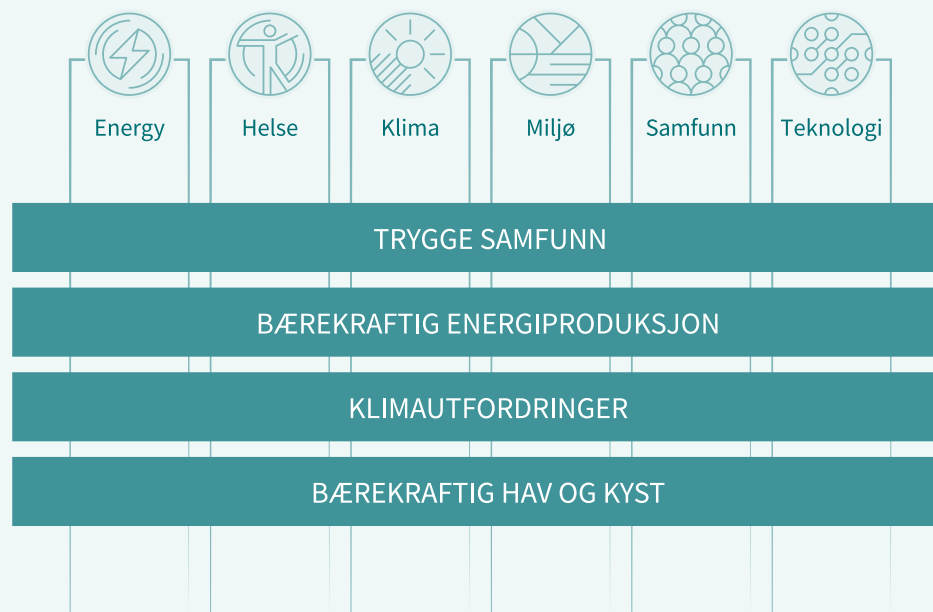 Energy Helse Klima Miljø Samfunn Teknologi
TRYGGE SAMFUNN
BÆREKRAFTIG ENERGIPRODUKSJON
KLIMAUTFORDRINGER
BÆREKRAFTIG HAV OG KYST